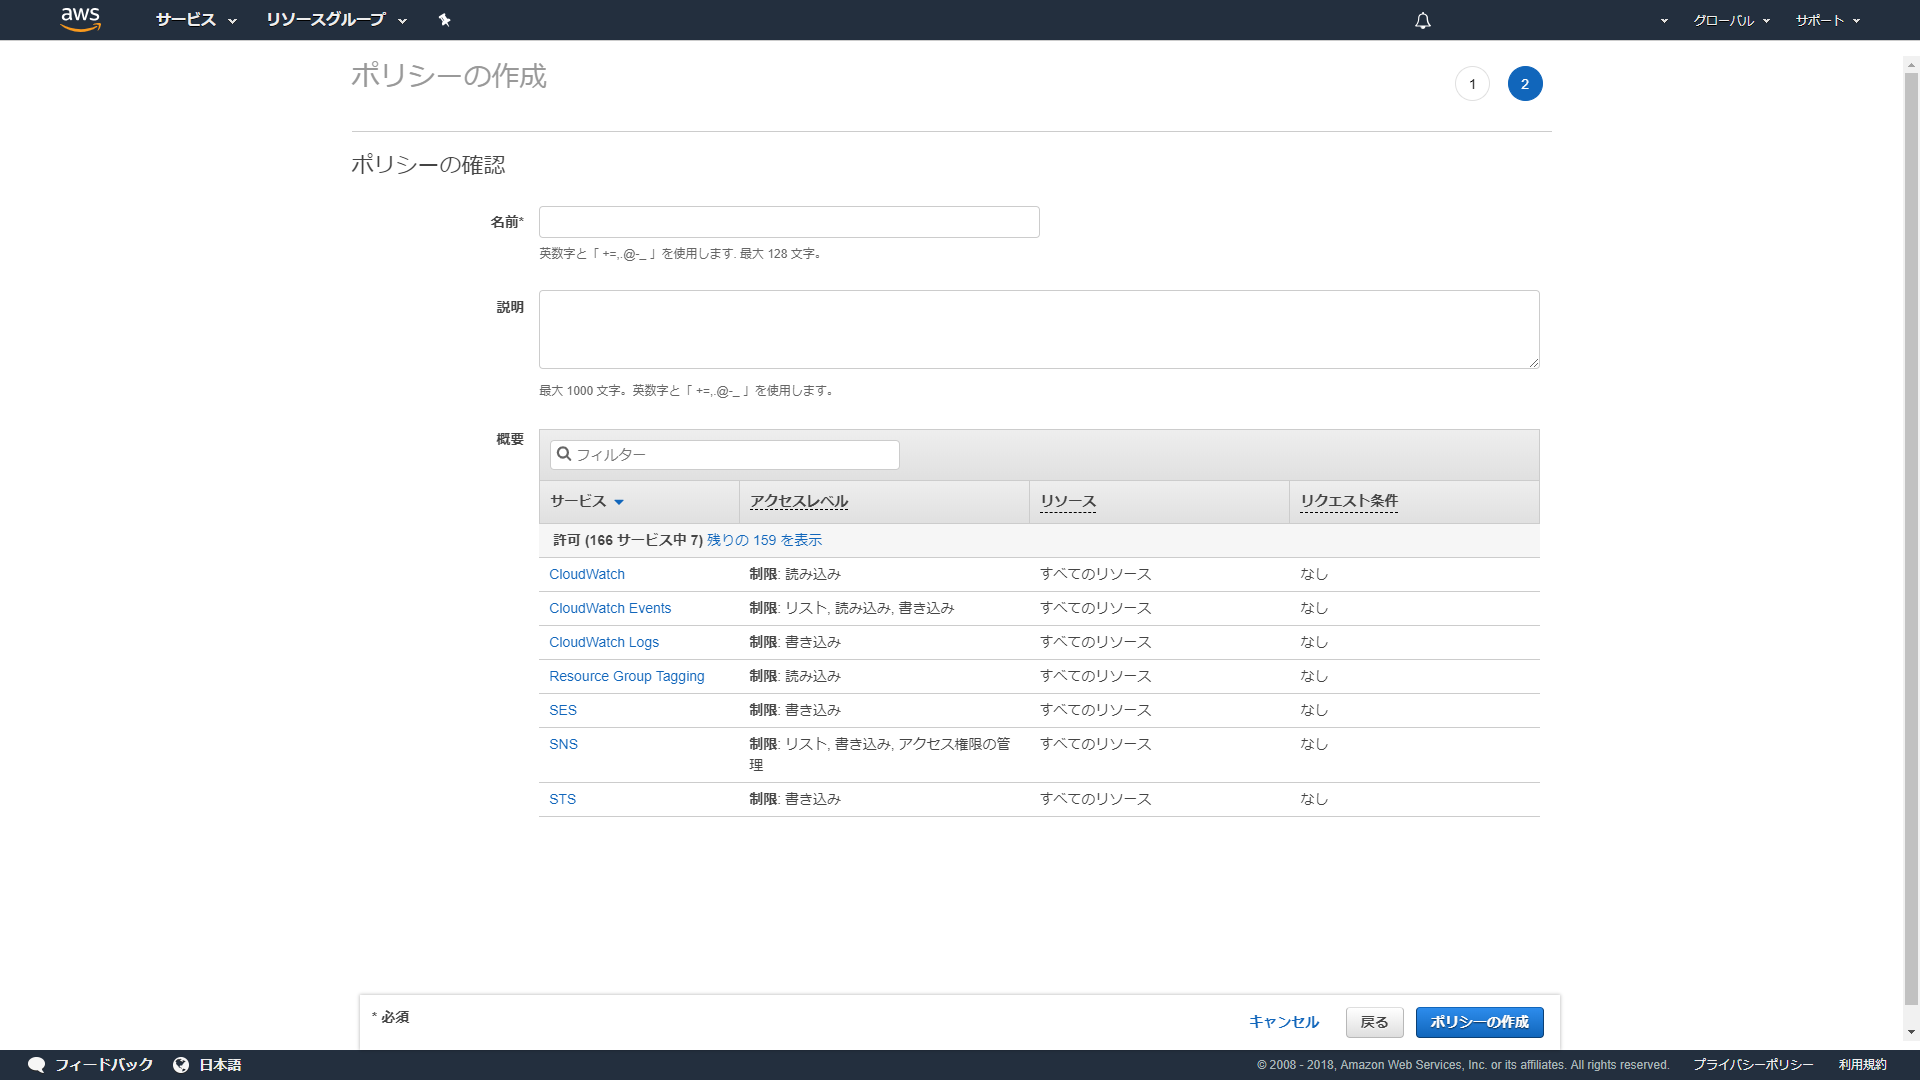 aws サービス リソースグループ グローバル サポート
ポリシーの作成 1 2
ポリシーの確認
名前*
英数字と「 +=,.@-_ 」を使用します. 最大 128 文字。
説明
最大 1000 文字。英数字と「 +=,.@-_ 」を使用します。
概要
フィルター
サービス アクセスレベル リソース リクエスト条件
許可 (166 サービス中 7) 残りの 159 を表示
CloudWatch 制限: 読み込み すべてのリソース なし
CloudWatch Events 制限: リスト, 読み込み, 書き込み すべてのリソース なし
CloudWatch Logs 制限: 書き込み すべてのリソース なし
Resource Group Tagging 制限: 読み込み すべてのリソース なし
SES 制限: 書き込み すべてのリソース なし
SNS 制限: リスト, 書き込み, アクセス権限の管 すべてのリソース なし
理
STS 制限: 書き込み すべてのリソース なし
* 必須 キャンセル 戻る ポリシーの作成
フィードバック 日本語 © 2008 - 2018, Amazon Web Services, Inc. or its affiliates. All rights reserved. プライバシーポリシー 利用規約